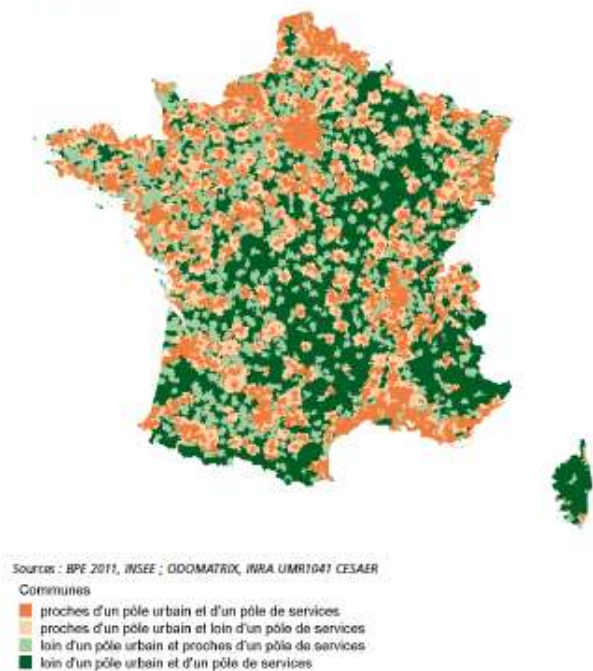 Sources : BPE 2011, INSEE ; ODOMATRIX, INRA UMR1041 CESAER
Communes
proches d'un pôle urbain et d'un pôle de services
proches d'un pôle urbain et loin d'un pôle de services
loin d'un pôle urbain et proches d'un pôle de services
loin d'un pôle urbain et d'un pôle de services